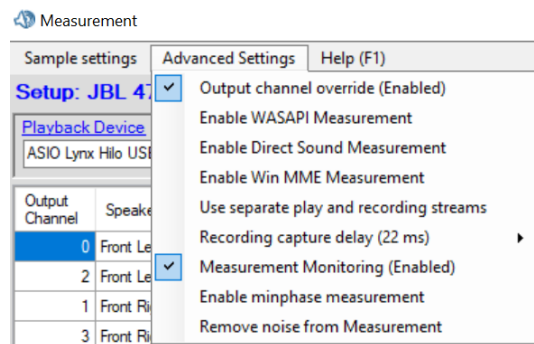 Measurement
Sample settings Advanced Settings Help (F1)
Setup: JBL 47
Output channel override (Enabled)
Enable WASAPI Measurement
Playback Device
Enable Direct Sound Measurement
ASIO Lynx Hilo USB
Enable Win MME Measurement
Output Channel Speake
Use separate play and recording streams
Recording capture delay (22 ms)
0 Front Le
Measurement Monitoring (Enabled)
2 Front Le
Enable minphase measurement
1 Front Ri
Remove noise from Measurement
3 Front Ri